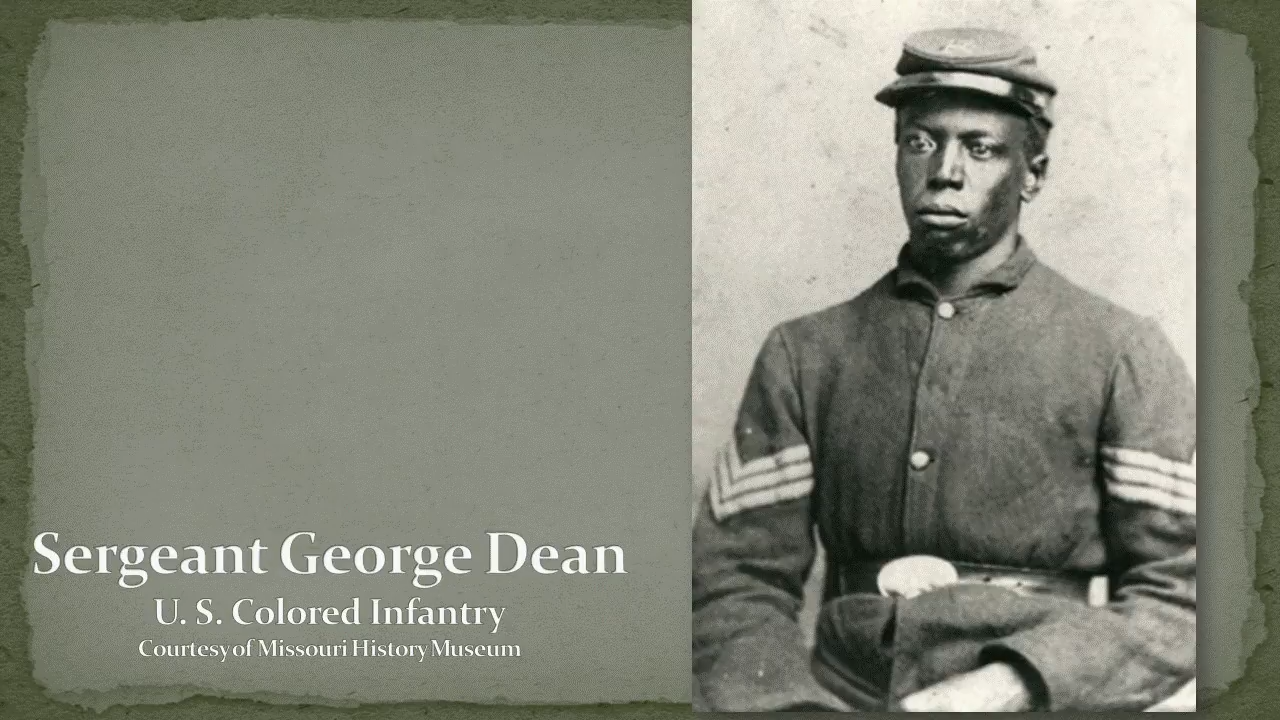 Sergeant George Dean
U. S. Colored Infantry
Courtesy of Missouri History Museum